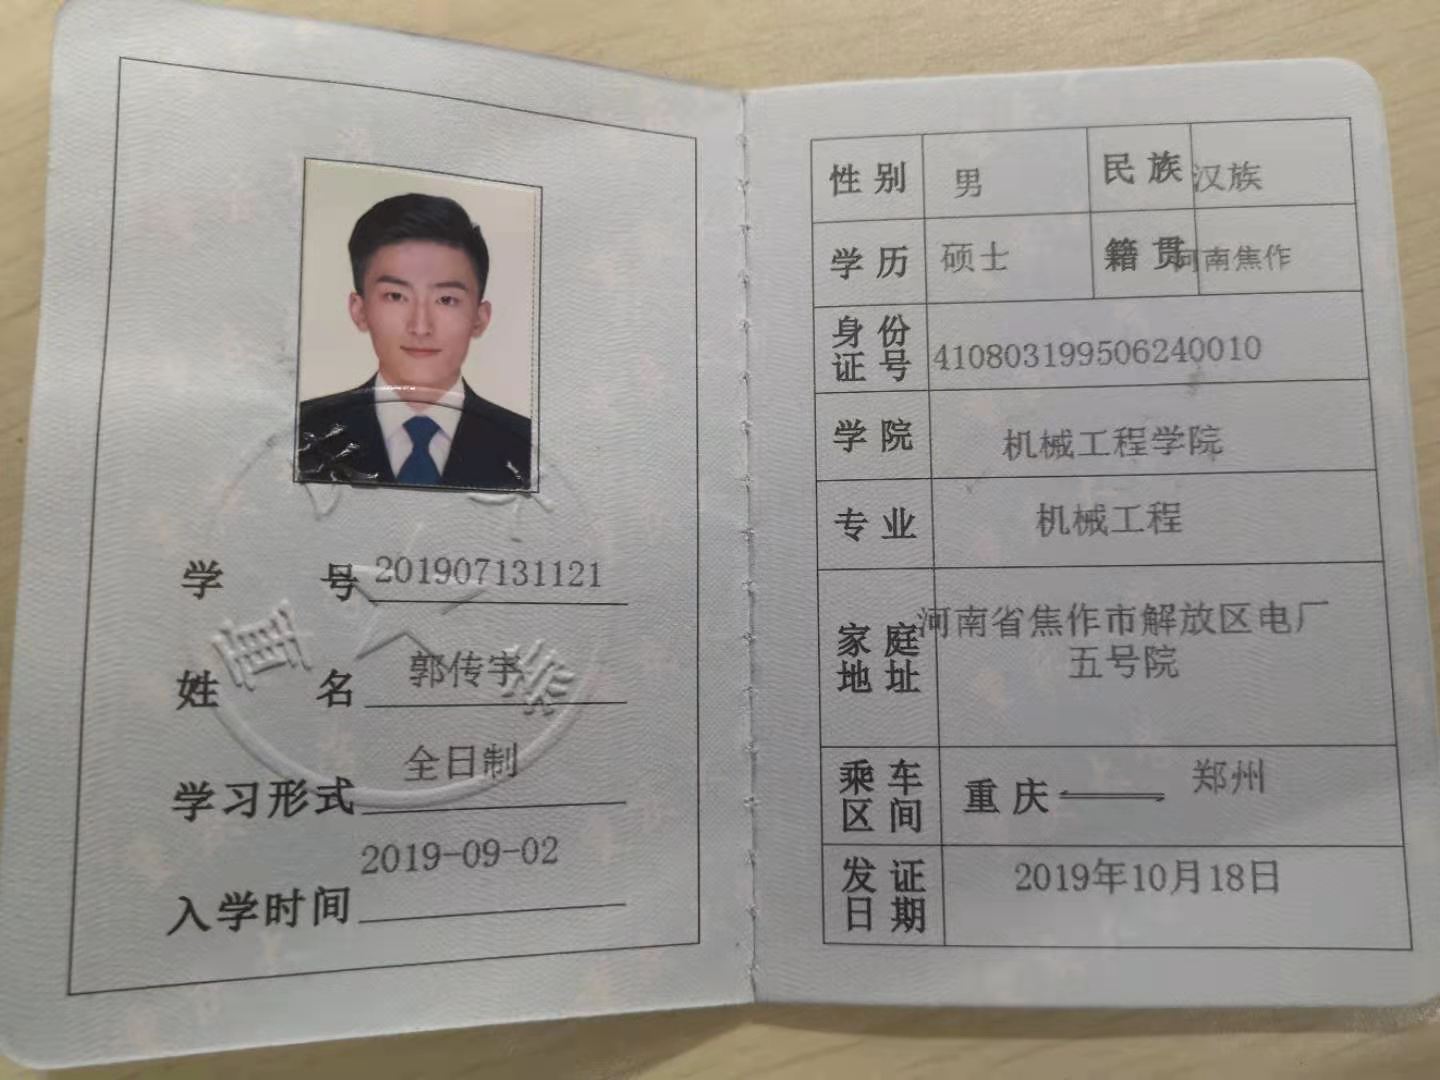 学 号 201907131121
姓 名 郭传宇
学习形式 全日制
入学时间 2019-09-02
性别 男 民族 汉族
学历 硕士 籍贯 河南焦作
身份
证号 410803199506240010
学院 机械工程学院
专业 机械工程
家庭 河南省焦作市解放区电厂
地址 五号院
乘车
区间 重庆——郑州
发证
日期 2019年10月18日